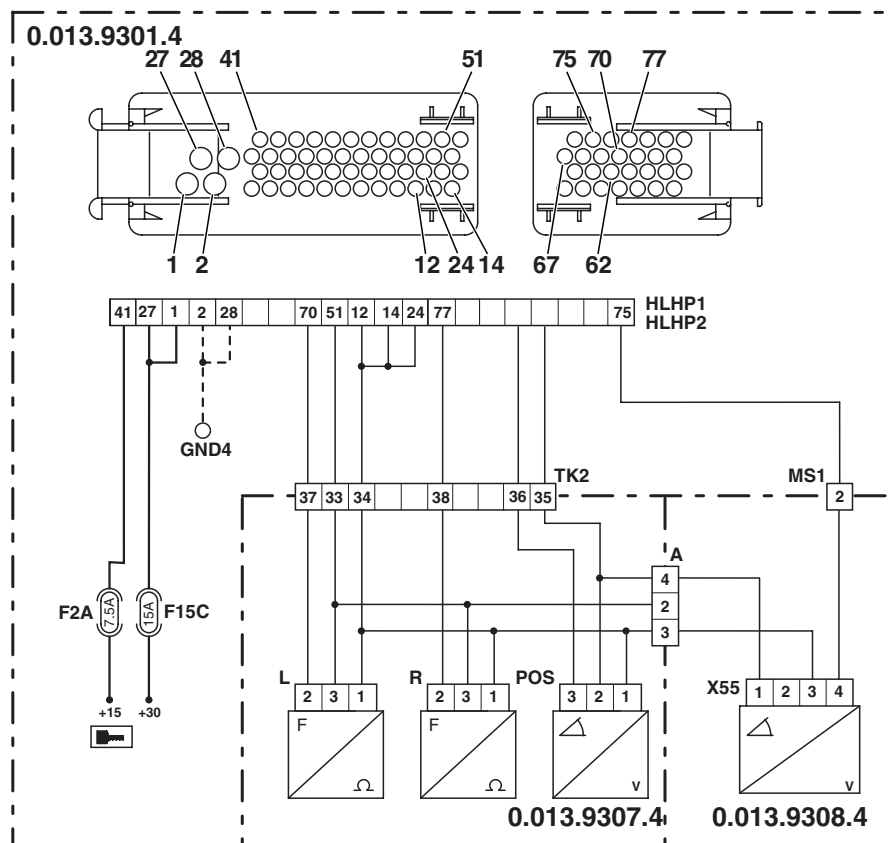 0.013.9301.4
27 28 41 51 75 70 77
1 2 12 24 14 67 62
41 27 1 2 28 70 51 12 14 24 77 75 HLHP1
HLHP2
GND4
TK2 MS1
37 33 34 38 36 35 2
A
4
2
3
F2A 7.5A 15A F15C
L R POS X55
2 3 1 2 3 1 3 2 1 1 2 3 4
+15 +30
F F
Ω Ω V V
0.013.9307.4 0.013.9308.4